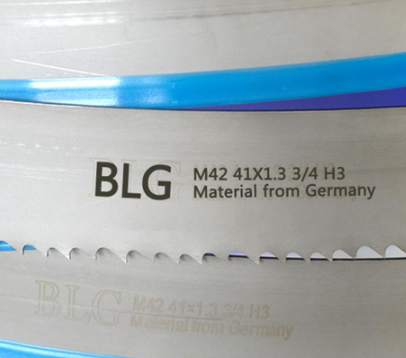 BLG M42 41X1.3 3/4 H3
Material from Germany
BLG M42 41x1.3 3/4 H3
Material from Germany